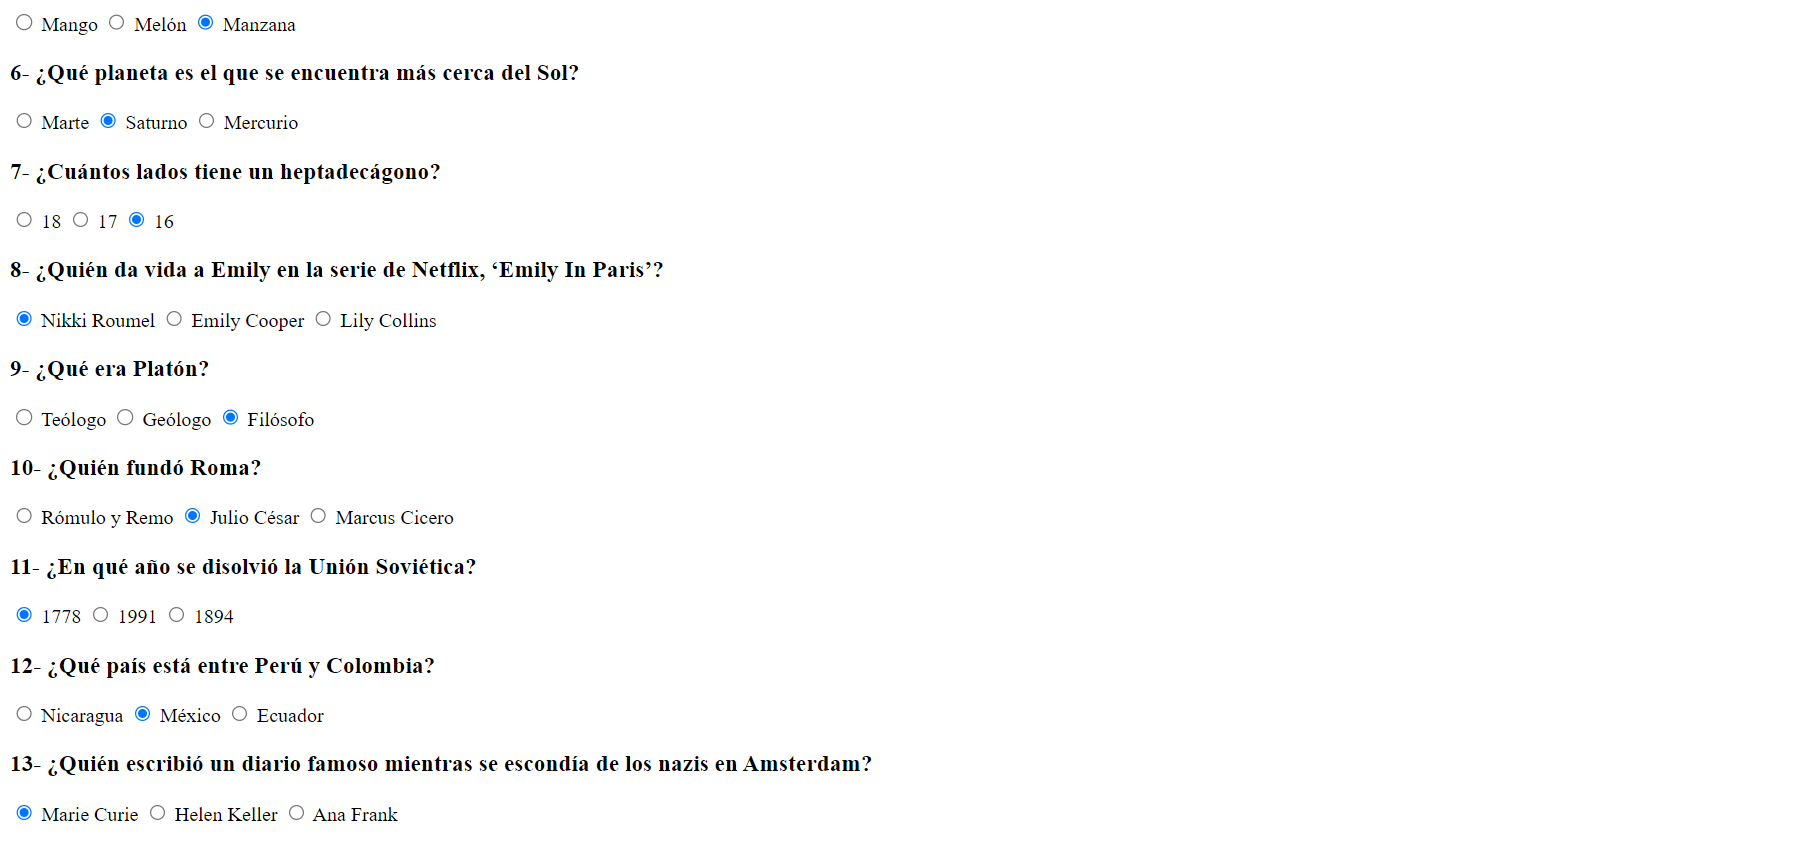 Mango Melón Manzana
6- ¿Qué planeta es el que se encuentra más cerca del Sol?
Marte Saturno Mercurio
7- ¿Cuántos lados tiene un heptadecágono?
18 17 16
8- ¿Quién da vida a Emily en la serie de Netflix, ‘Emily In Paris’?
Nikki Roumel Emily Cooper Lily Collins
9- ¿Qué era Platón?
Teólogo Geólogo Filósofo
10- ¿Quién fundó Roma?
Rómulo y Remo Julio César Marcus Cicero
11- ¿En qué año se disolvió la Unión Soviética?
1778 1991 1894
12- ¿Qué país está entre Perú y Colombia?
Nicaragua México Ecuador
13- ¿Quién escribió un diario famoso mientras se escondía de los nazis en Amsterdam?
Marie Curie Helen Keller Ana Frank